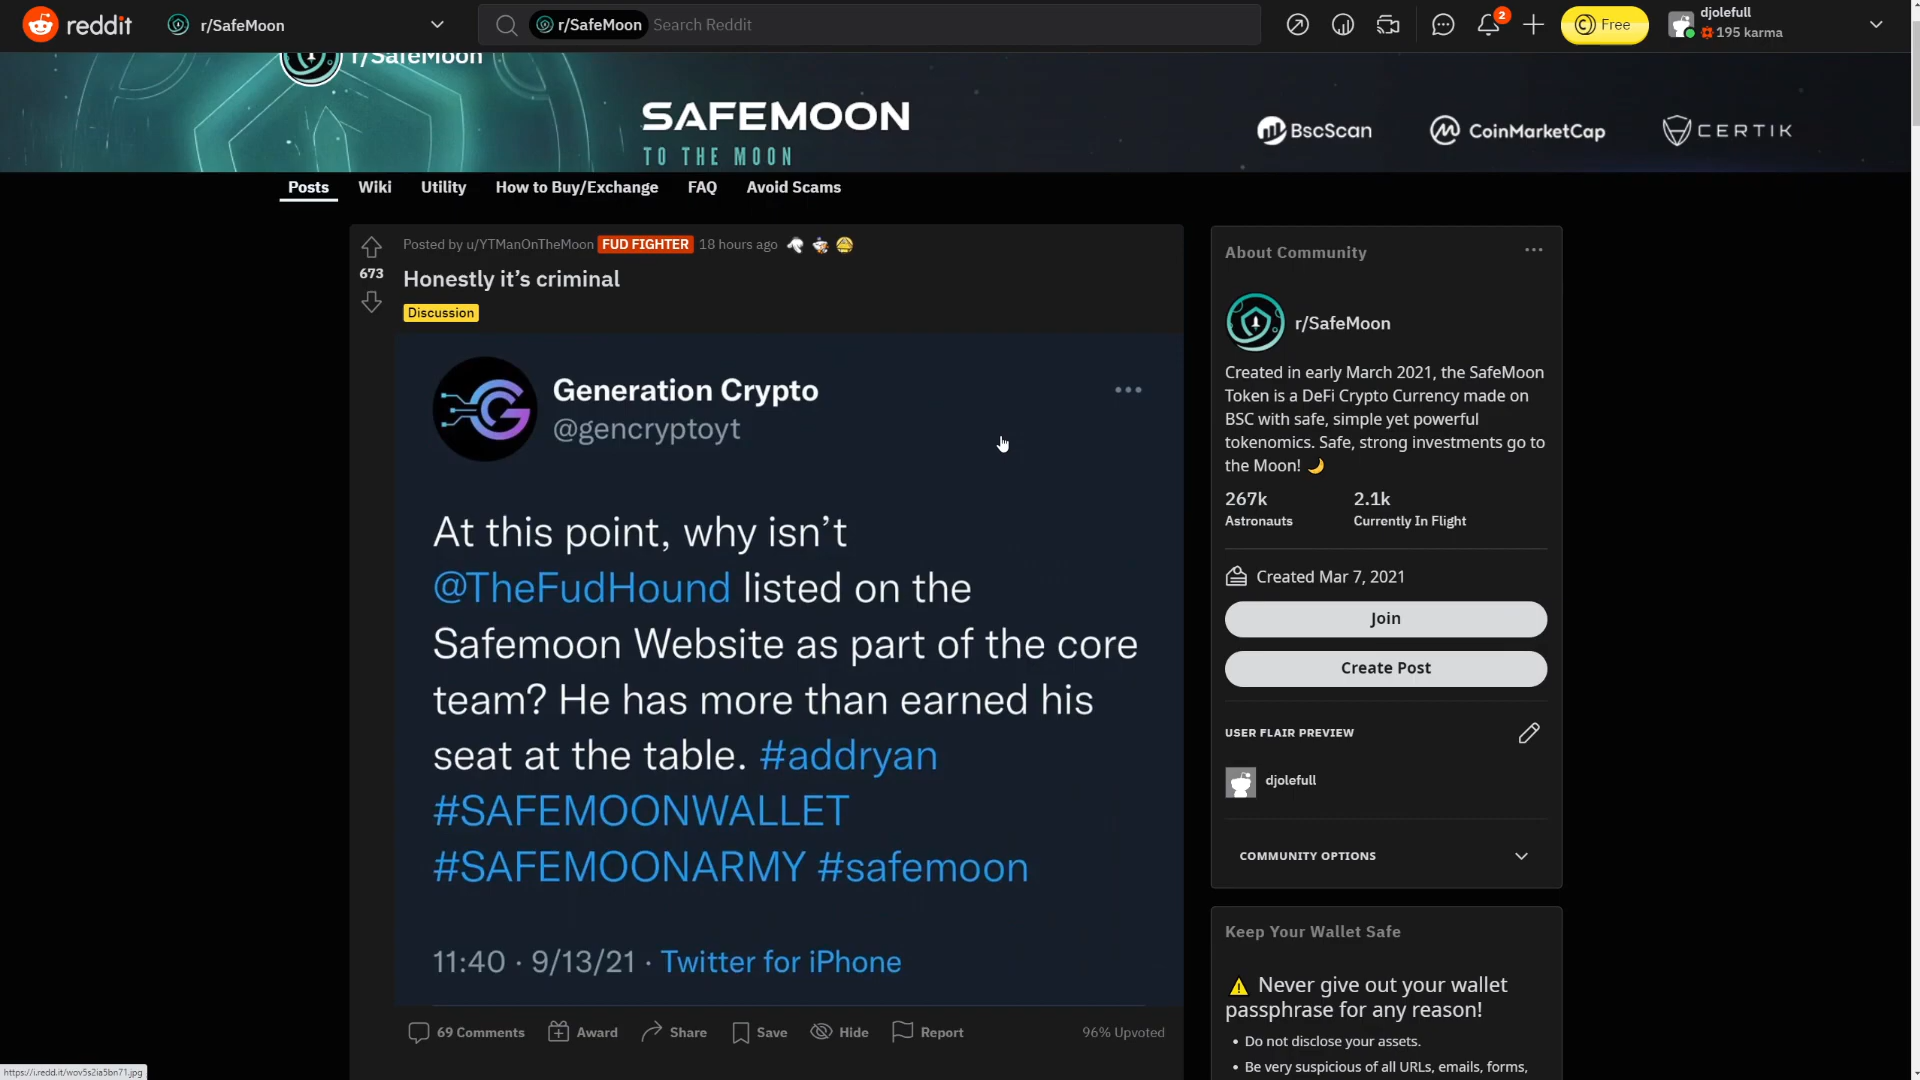 reddit
r/SafeMoon
r/SafeMoon
Search Reddit
2
Free
djolefull
195 karma
r/SafeMoon
SAFEMOON
TO THE MOON
BscScan
CoinMarketCap
CERTIK
Posts
Wiki
Utility
How to Buy/Exchange
FAQ
Avoid Scams
Posted by u/YTManOnTheMoon FUD FIGHTER 18 hours ago
673
Honestly it’s criminal
Discussion
Generation Crypto
@gencryptoyt
At this point, why isn’t
@TheFudHound listed on the
Safemoon Website as part of the core
team? He has more than earned his
seat at the table. #addryan
#SAFEMOONWALLET
#SAFEMOONARMY #safemoon
11:40 · 9/13/21 · Twitter for iPhone
69 Comments
Award
Share
Save
Hide
Report
96% Upvoted
About Community
r/SafeMoon
Created in early March 2021, the SafeMoon
Token is a DeFi Crypto Currency made on
BSC with safe, simple yet powerful
tokenomics. Safe, strong investments go to
the Moon! 🌙
267k
2.1k
Astronauts
Currently In Flight
Created Mar 7, 2021
Join
Create Post
USER FLAIR PREVIEW
djolefull
COMMUNITY OPTIONS
Keep Your Wallet Safe
⚠️ Never give out your wallet
passphrase for any reason!
• Do not disclose your assets.
• Be very suspicious of all URLs, emails, forms,
https://i.redd.it/wov5s2ia5bn71.jpg